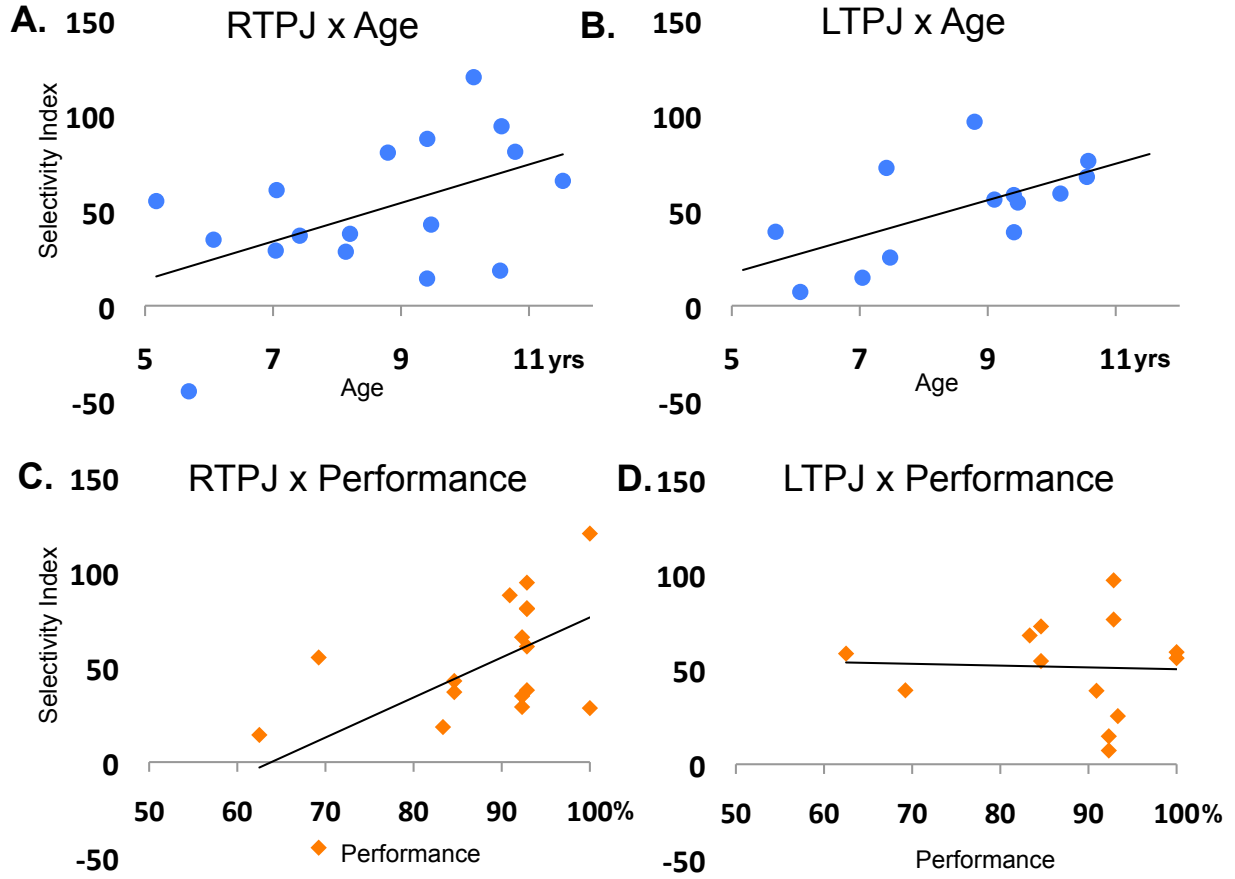 A.
RTPJ x Age
150
100
50
0
-50
Selectivity Index
5 7 9 11 yrs
Age
B.
LTPJ x Age
150
100
50
0
-50
5 7 9 11 yrs
Age
C.
RTPJ x Performance
150
100
50
0
-50
Selectivity Index
50 60 70 80 90 100%
Performance
D.
LTPJ x Performance
150
100
50
0
-50
50 60 70 80 90 100%
Performance